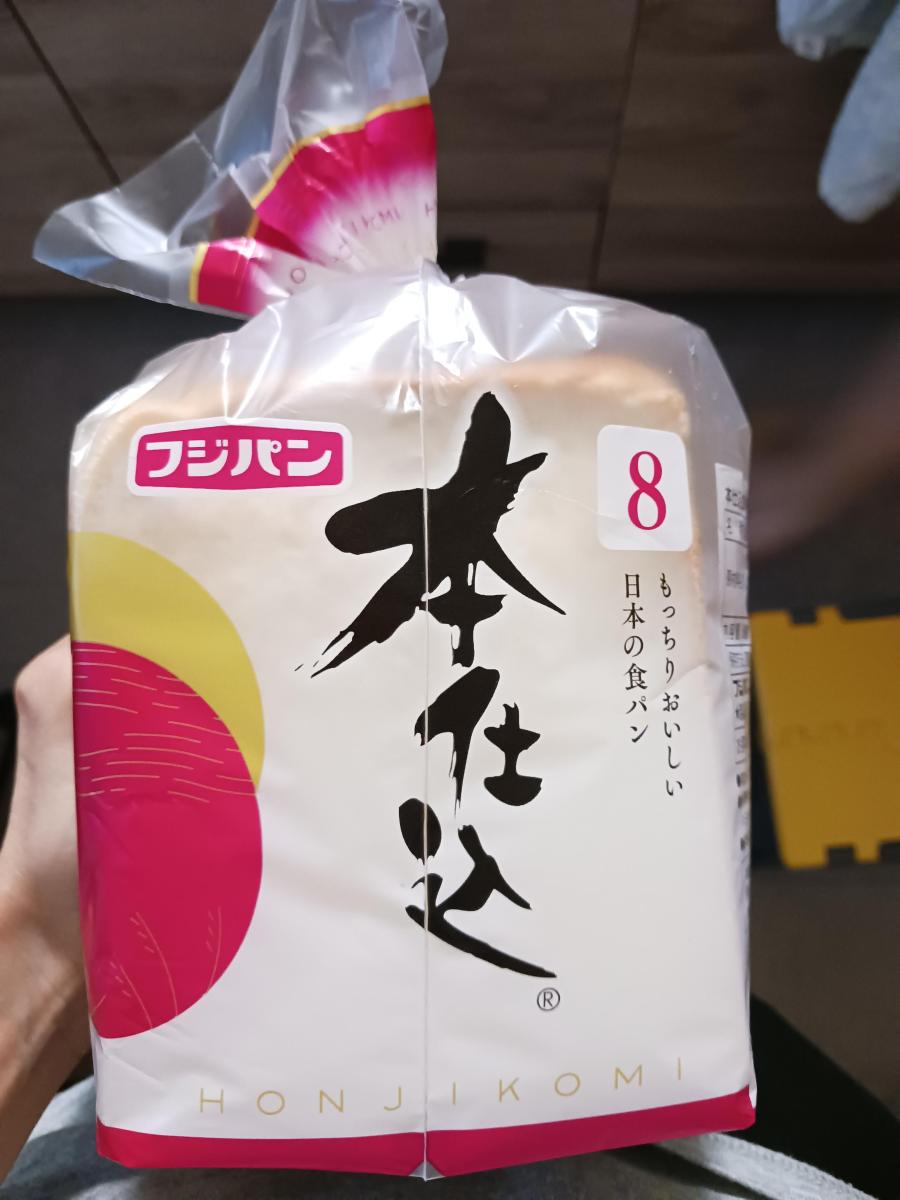 フジパン
本仕込
8
もっちりおいしい
日本の食パン
®
HONJIKOMI